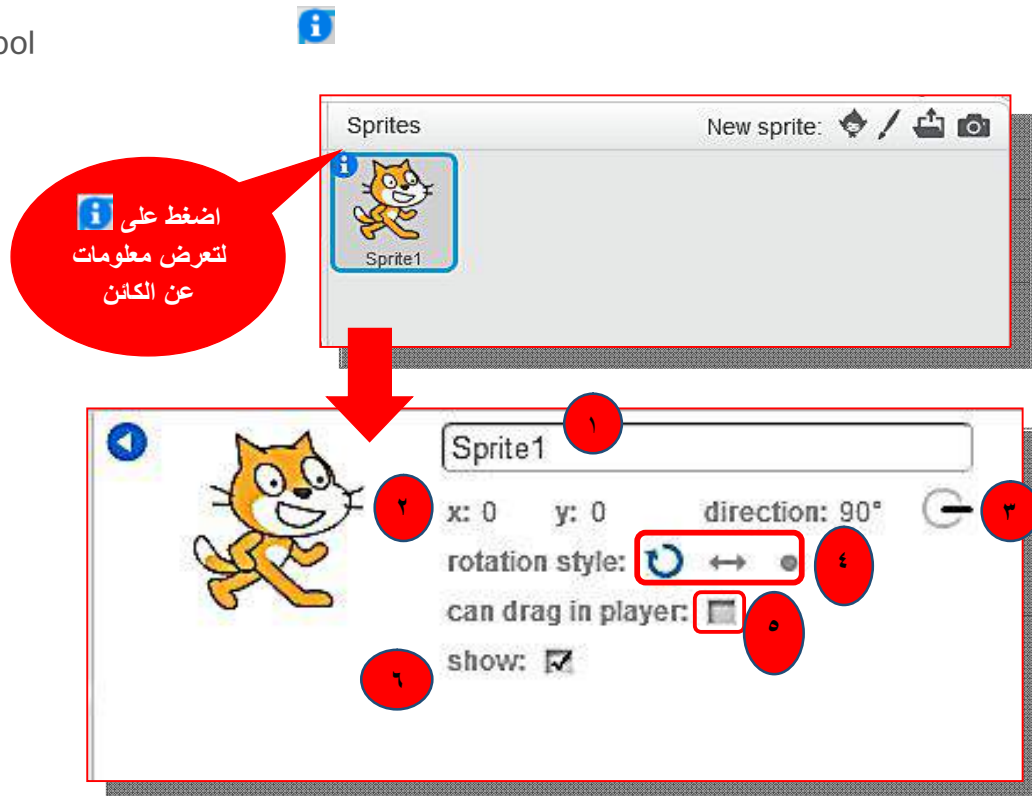 Sprites New sprite:
Sprite1
اضغط على
لتعرض معلومات
عن الكائن
١
Sprite1
٢ x: 0 y: 0 direction: 90° ٣
rotation style: ٤
can drag in player: ٥
٦ show: